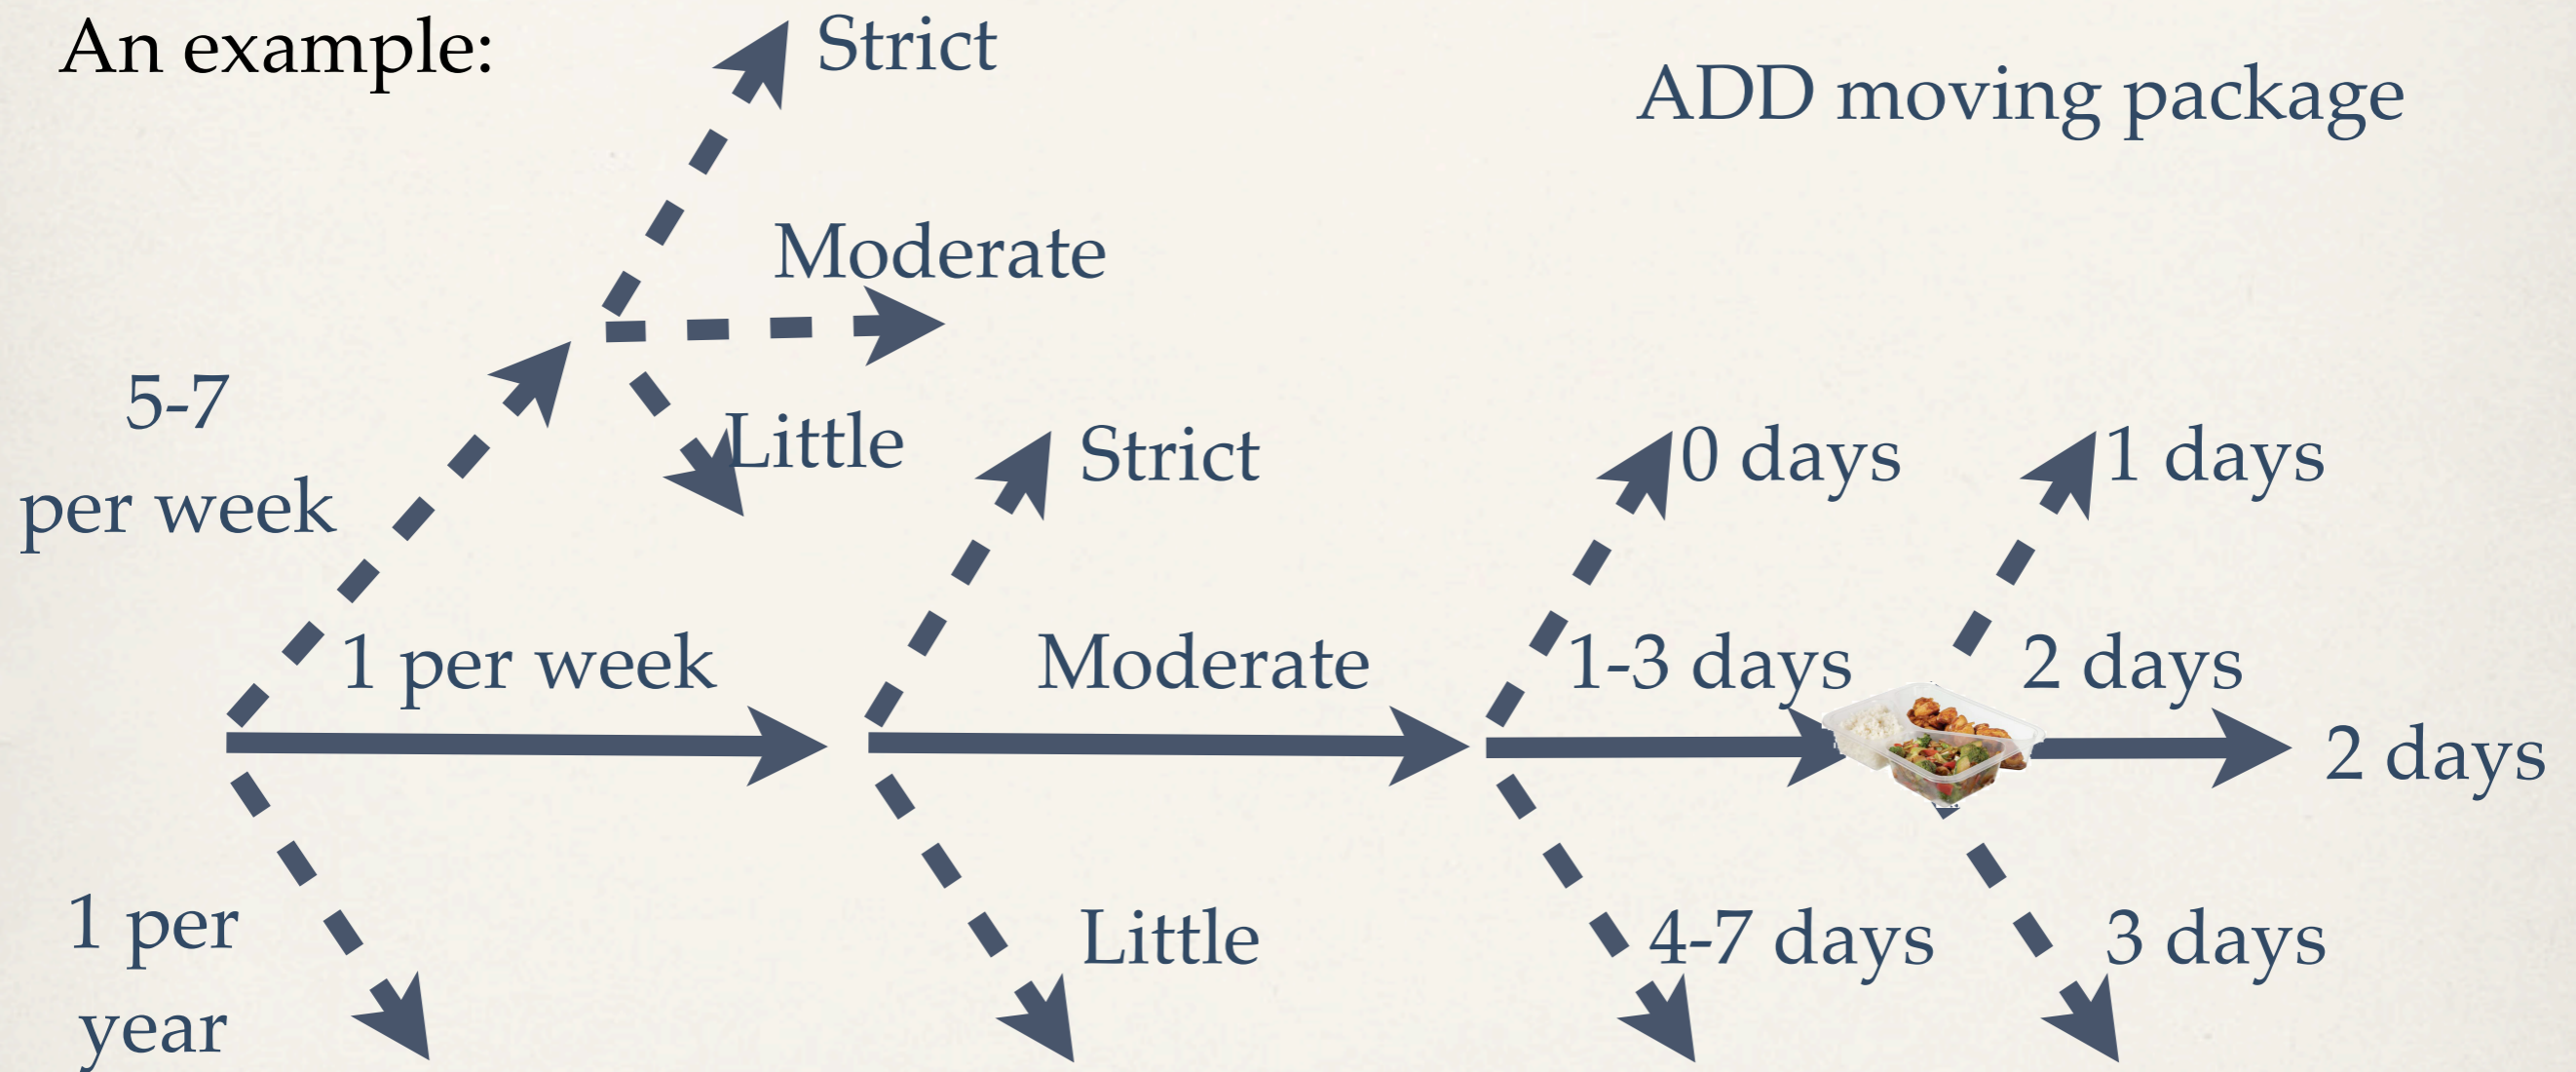 An example:
Strict
ADD moving package
Moderate
5-7
per week
Little
Strict
0 days
1 days
1 per week
Moderate
1-3 days
2 days
2 days
1 per
year
Little
4-7 days
3 days